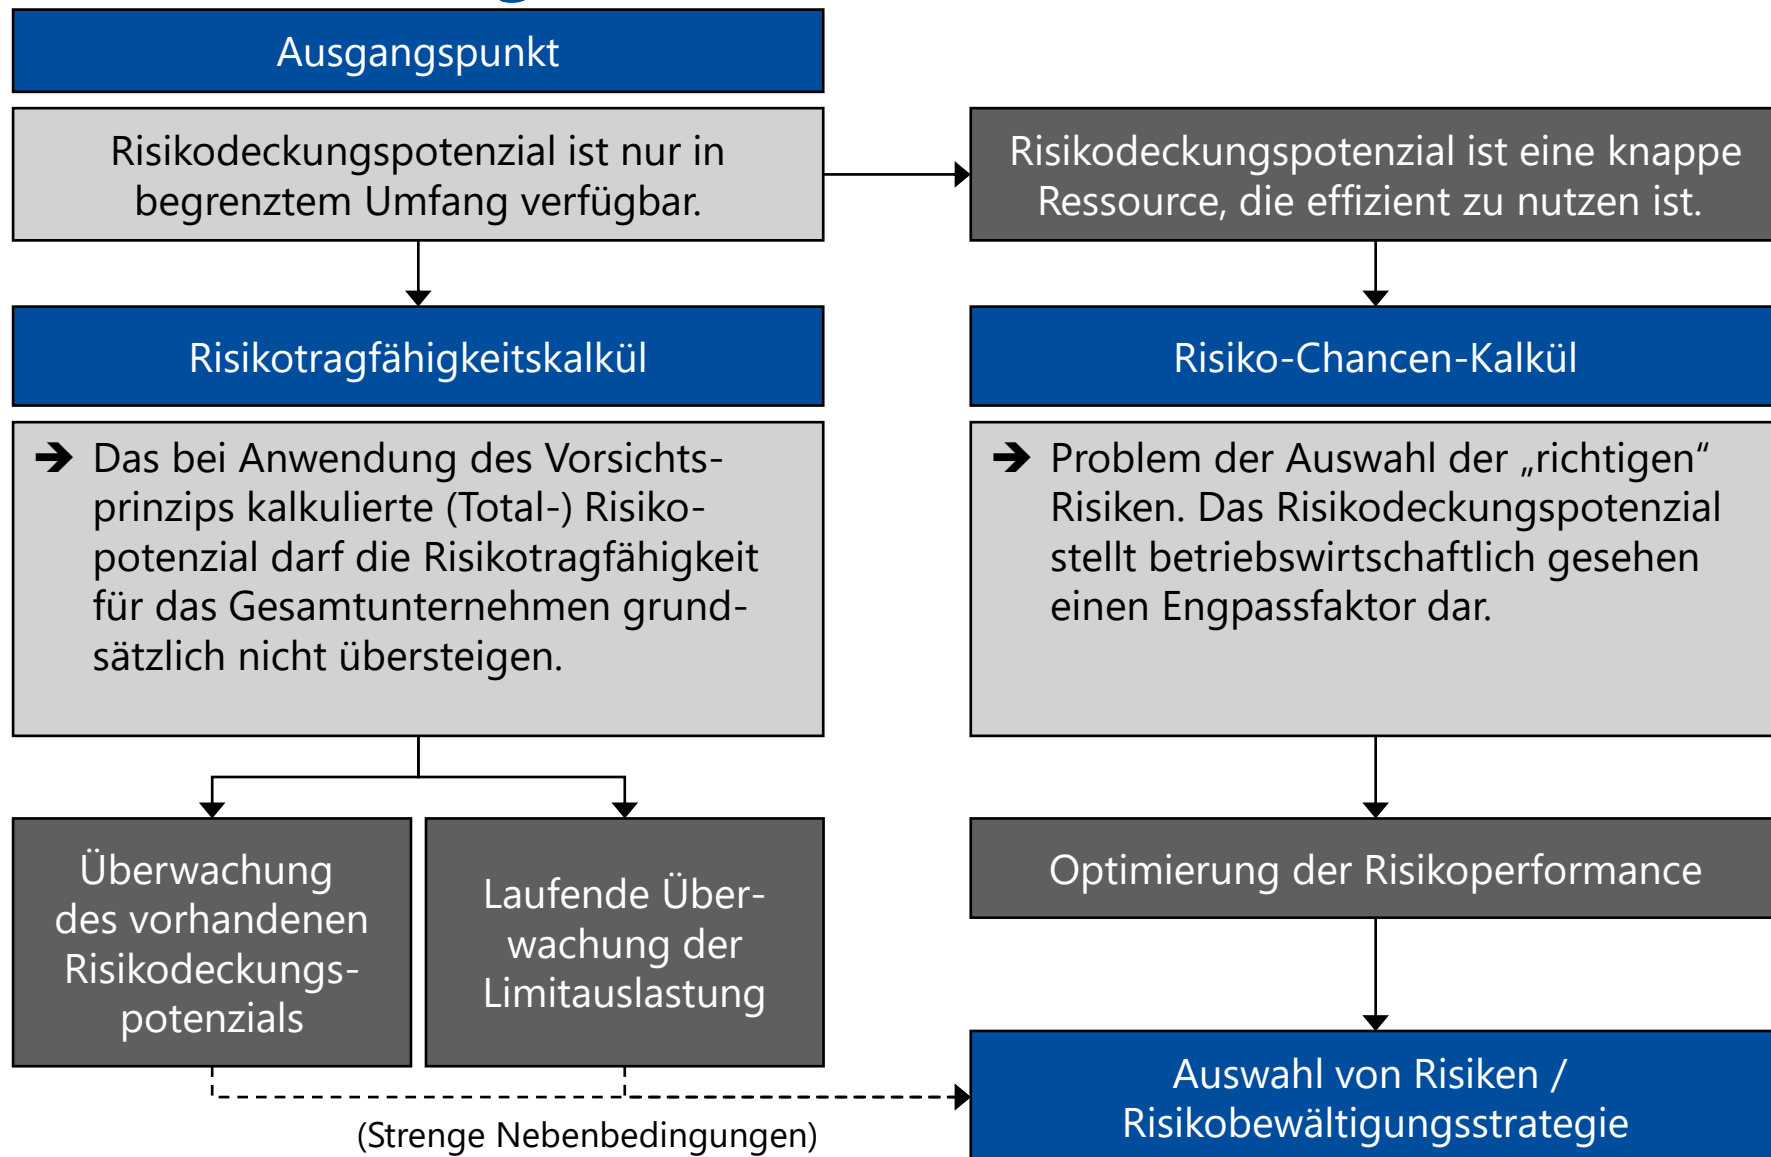 Ausgangspunkt
Risikodeckungspotenzial ist nur in
begrenztem Umfang verfügbar.
Risikodeckungspotenzial ist eine knappe
Ressource, die effizient zu nutzen ist.
Risikotragfähigkeitskalkül
Risiko-Chancen-Kalkül
➔ Das bei Anwendung des Vorsichts-
prinzips kalkulierte (Total-) Risiko-
potenzial darf die Risikotragfähigkeit
für das Gesamtunternehmen grund-
sätzlich nicht übersteigen.
➔ Problem der Auswahl der „richtigen“
Risiken. Das Risikodeckungspotenzial
stellt betriebswirtschaftlich gesehen
einen Engpassfaktor dar.
Überwachung
des vorhandenen
Risikodeckungs-
potenzials
Laufende Über-
wachung der
Limitauslastung
Optimierung der Risikoperformance
Auswahl von Risiken /
Risikobewältigungsstrategie
(Strenge Nebenbedingungen)